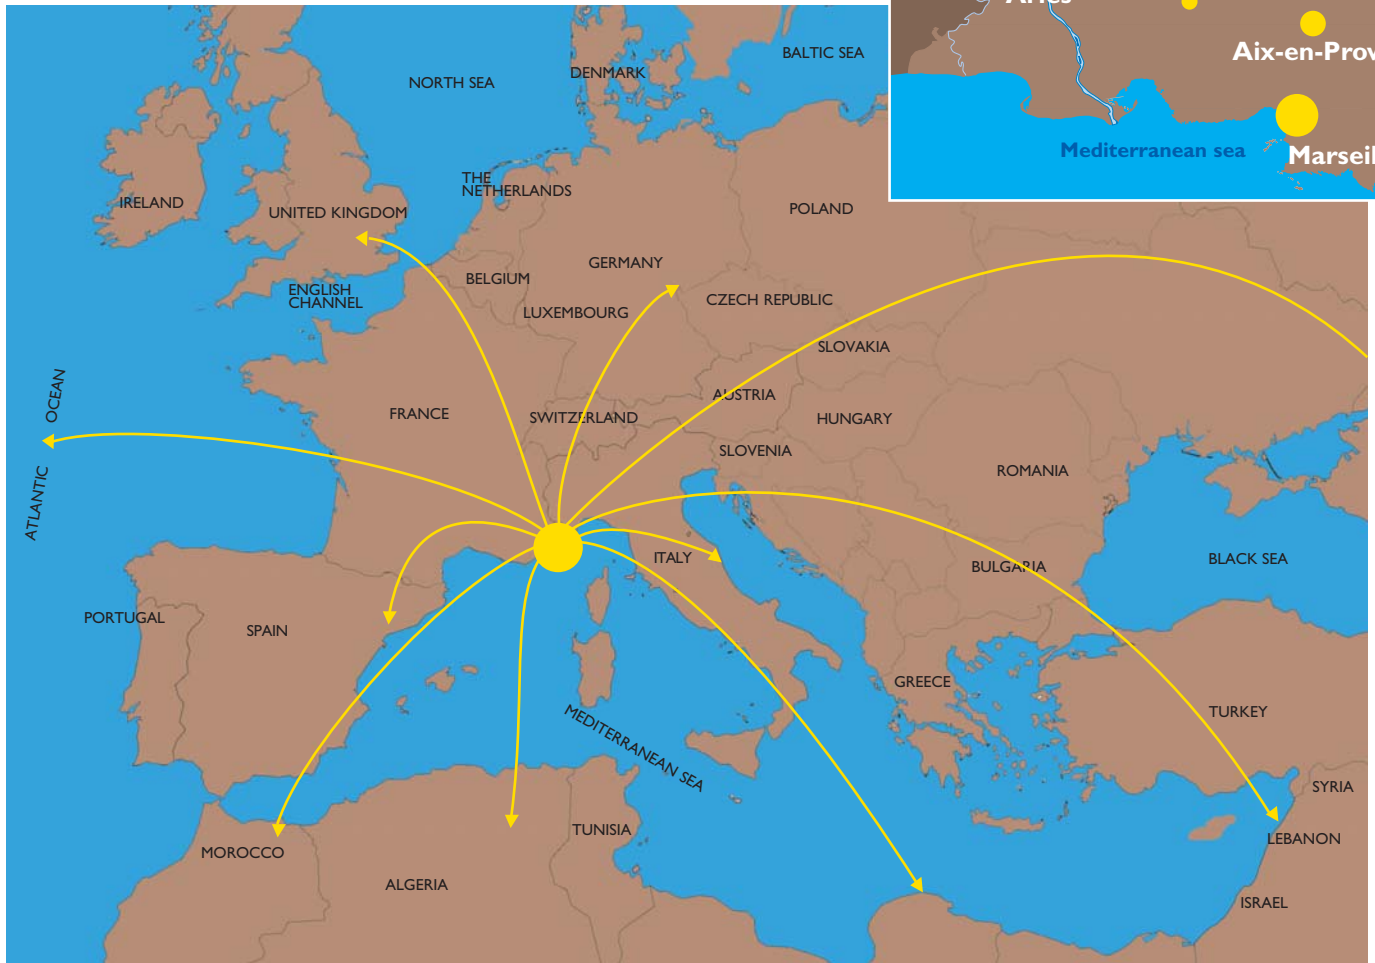 Aix-en-Prov
Mediterranean sea
Marseil
BALTIC SEA
DENMARK
NORTH SEA
THE
NETHERLANDS
IRELAND
UNITED KINGDOM
POLAND
GERMANY
BELGIUM
ENGLISH
CHANNEL
CZECH REPUBLIC
LUXEMBOURG
SLOVAKIA
OCEAN
ATLANTIC
AUSTRIA
FRANCE
SWITZERLAND
HUNGARY
SLOVENIA
ROMANIA
ITALY
BLACK SEA
BULGARIA
PORTUGAL
SPAIN
GREECE
TURKEY
MEDITERRANEAN SEA
SYRIA
TUNISIA
LEBANON
MOROCCO
ALGERIA
ISRAEL